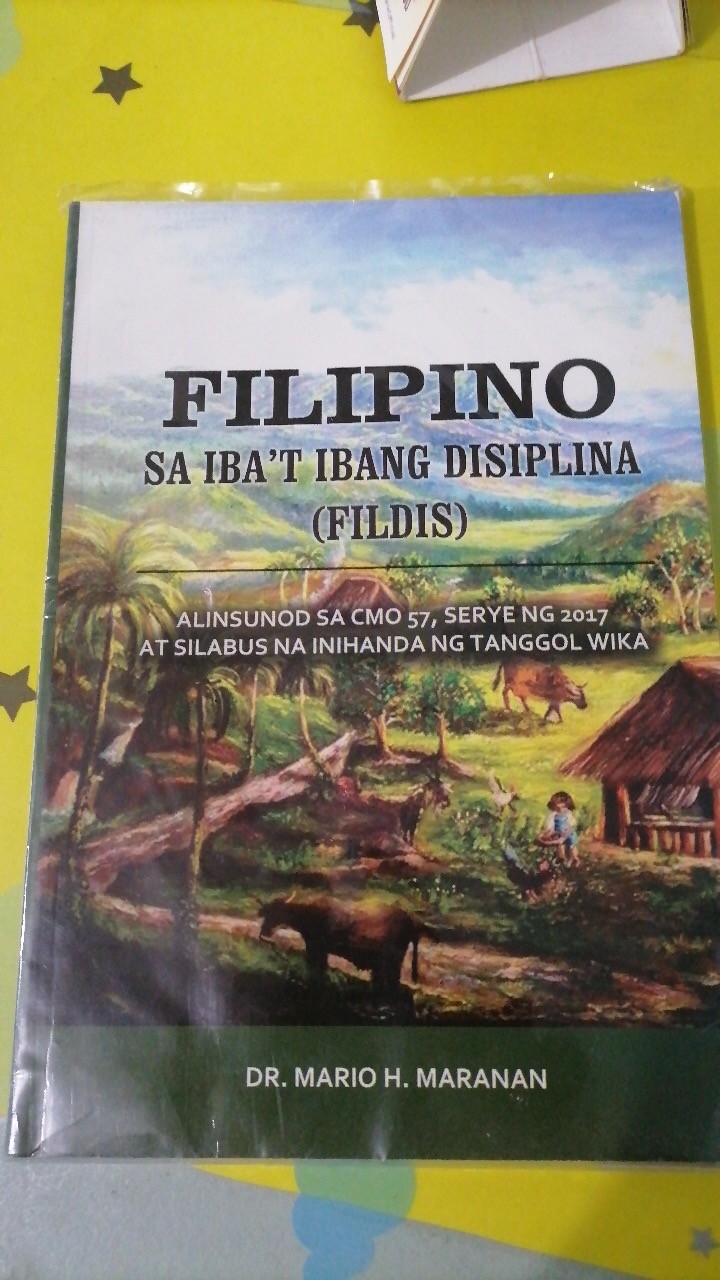 FILIPINO
SA IBA'T IBANG DISIPLINA
(FILDIS)
ALINSUNOD SA CMO 57, SERYE NG 2017
AT SILABUS NA INIHANDA NG TANGGOL WIKA
DR. MARIO H. MARANAN